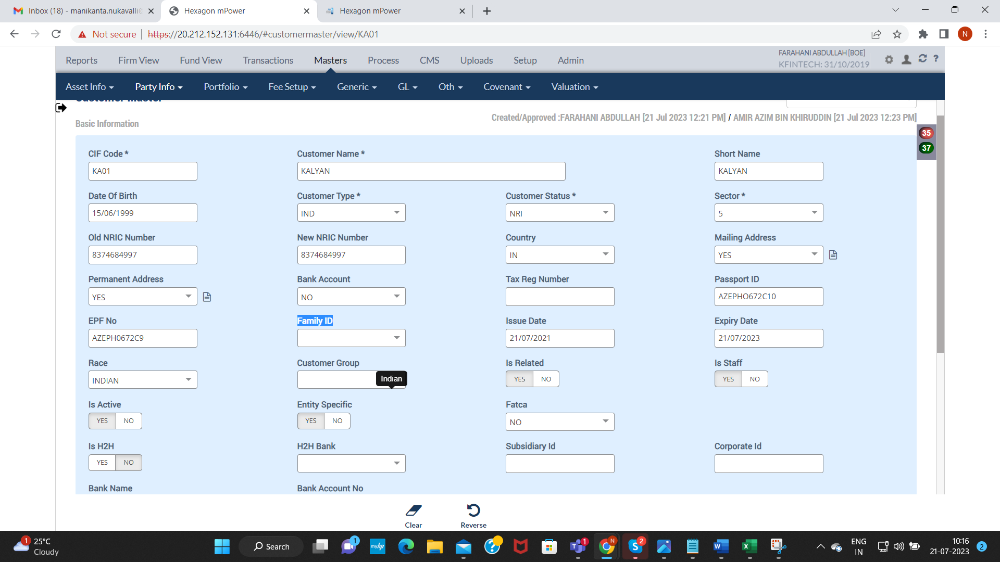 Inbox (18) - manikanta.nukavalli@
Hexagon mPower
Hexagon mPower
Not secure | https://20.212.152.131:6446/#customermaster/view/KA01
N
Reports Firm View Fund View Transactions Masters Process CMS Uploads Setup Admin
FARAHANI ABDULLAH [BOE]
KFINTECH: 31/10/2019
?
Asset Info Party Info Portfolio Fee Setup Generic GL Oth Covenant Valuation
Customer Master
Created/Approved :FARAHANI ABDULLAH [21 Jul 2023 12:21 PM] / AMIR AZIM BIN KHIRUDDIN [21 Jul 2023 12:23 PM]
Basic Information
35
37
CIF Code * Customer Name * Short Name
KA01 KALYAN KALYAN
Date Of Birth Customer Type * Customer Status * Sector *
15/06/1999 IND NRI 5
Old NRIC Number New NRIC Number Country Mailing Address
8374684997 8374684997 IN YES
Permanent Address Bank Account Tax Reg Number Passport ID
YES NO AZEPHO672C10
EPF No Family ID Issue Date Expiry Date
AZEPH0672C9 21/07/2021 21/07/2023
Race Customer Group Is Related Is Staff
INDIAN Indian YES NO YES NO
Is Active Entity Specific Fatca
YES NO YES NO NO
Is H2H H2H Bank Subsidiary Id Corporate Id
YES NO
Bank Name Bank Account No
Clear Reverse
1 25°C
Cloudy
Search
1
myhp
?
T 1
N
S 2
W
X
ENG
IN
10:16
21-07-2023
2